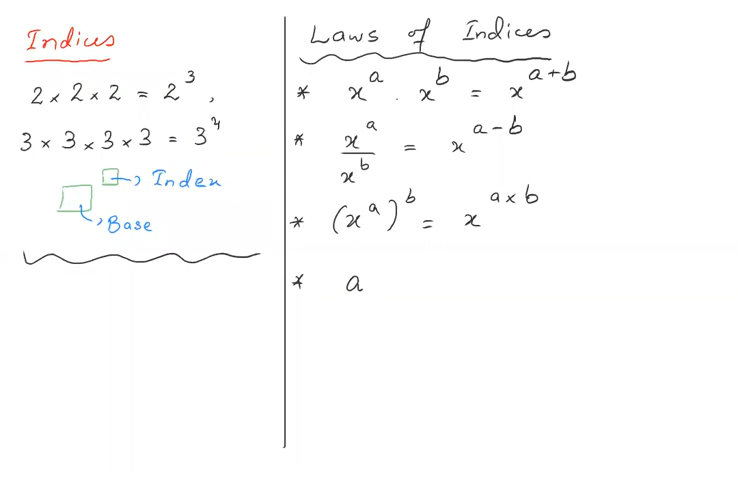 Indices
2 × 2 × 2 = 2³,
3 × 3 × 3 × 3 = 3⁴
Index
Base
Laws of Indices
* xᵃ . xᵇ = xᵃ⁺ᵇ
* xᵃ/xᵇ = xᵃ⁻ᵇ
* (xᵃ)ᵇ = x^(a × b)
* a